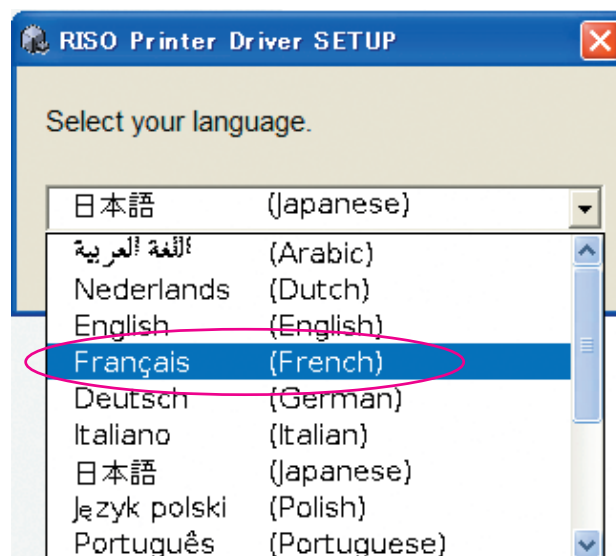 RISO Printer Driver SETUP
Select your language.
日本語 (Japanese)
اللغة العربية (Arabic)
Nederlands (Dutch)
English (English)
Français (French)
Deutsch (German)
Italiano (Italian)
日本語 (Japanese)
Język polski (Polish)
Português (Portuguese)